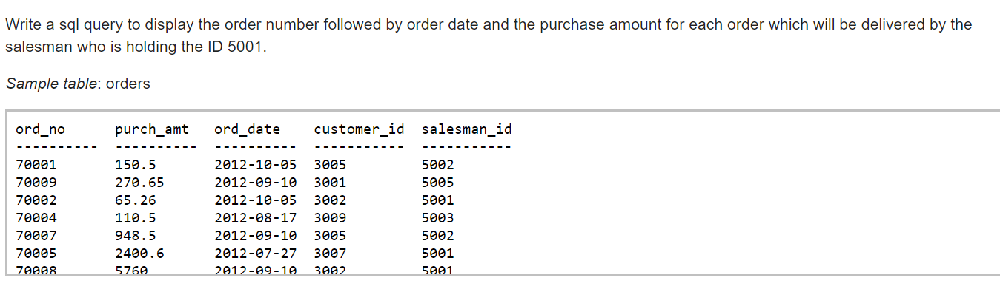 Write a sql query to display the order number followed by order date and the purchase amount for each order which will be delivered by the
salesman who is holding the ID 5001.
Sample table: orders
ord_no purch_amt ord_date customer_id salesman_id
---------- ---------- ---------- ----------- -----------
70001 150.5 2012-10-05 3005 5002
70009 270.65 2012-09-10 3001 5005
70002 65.26 2012-10-05 3002 5001
70004 110.5 2012-08-17 3009 5003
70007 948.5 2012-09-10 3005 5002
70005 2400.6 2012-07-27 3007 5001
70008 5760 2012-09-10 3002 5001